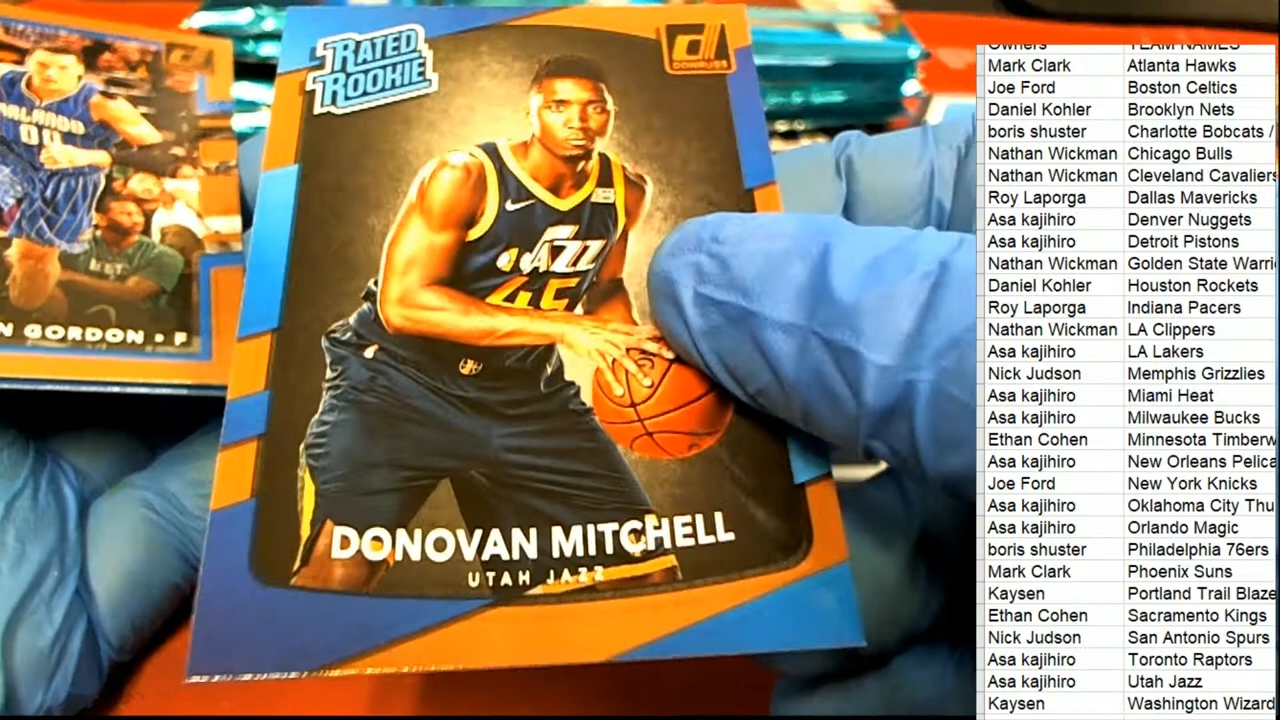 RATED
ROOKIE
DONRUSS
ORLANDO
00
N GORDON • F
JAZZ
45
DONOVAN MITCHELL
UTAH JAZZ
Owners TEAM NAMES
Mark Clark Atlanta Hawks
Joe Ford Boston Celtics
Daniel Kohler Brooklyn Nets
boris shuster Charlotte Bobcats /
Nathan Wickman Chicago Bulls
Nathan Wickman Cleveland Cavaliers
Roy Laporga Dallas Mavericks
Asa kajihiro Denver Nuggets
Asa kajihiro Detroit Pistons
Nathan Wickman Golden State Warri
Daniel Kohler Houston Rockets
Roy Laporga Indiana Pacers
Nathan Wickman LA Clippers
Asa kajihiro LA Lakers
Nick Judson Memphis Grizzlies
Asa kajihiro Miami Heat
Asa kajihiro Milwaukee Bucks
Ethan Cohen Minnesota Timberw
Asa kajihiro New Orleans Pelica
Joe Ford New York Knicks
Asa kajihiro Oklahoma City Thu
Asa kajihiro Orlando Magic
boris shuster Philadelphia 76ers
Mark Clark Phoenix Suns
Kaysen Portland Trail Blaze
Ethan Cohen Sacramento Kings
Nick Judson San Antonio Spurs
Asa kajihiro Toronto Raptors
Asa kajihiro Utah Jazz
Kaysen Washington Wizard